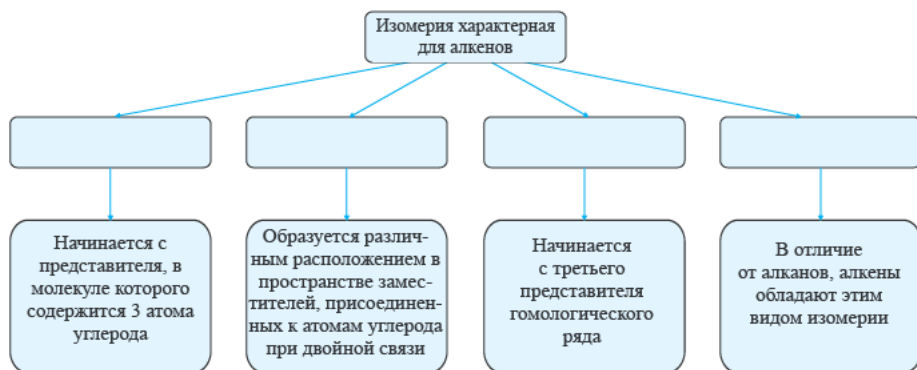 Изомерия характерная
для алкенов
Начинается с
представителя, в
молекуле которого
содержится 3 атома
углерода
Образуется различ-
ным расположением в
пространстве замес-
тителей, присоединен-
ных к атомам углерода
при двойной связи
Начинается
с третьего
представителя
гомологического
ряда
В отличие
от алканов, алкены
обладают этим
видом изомерии